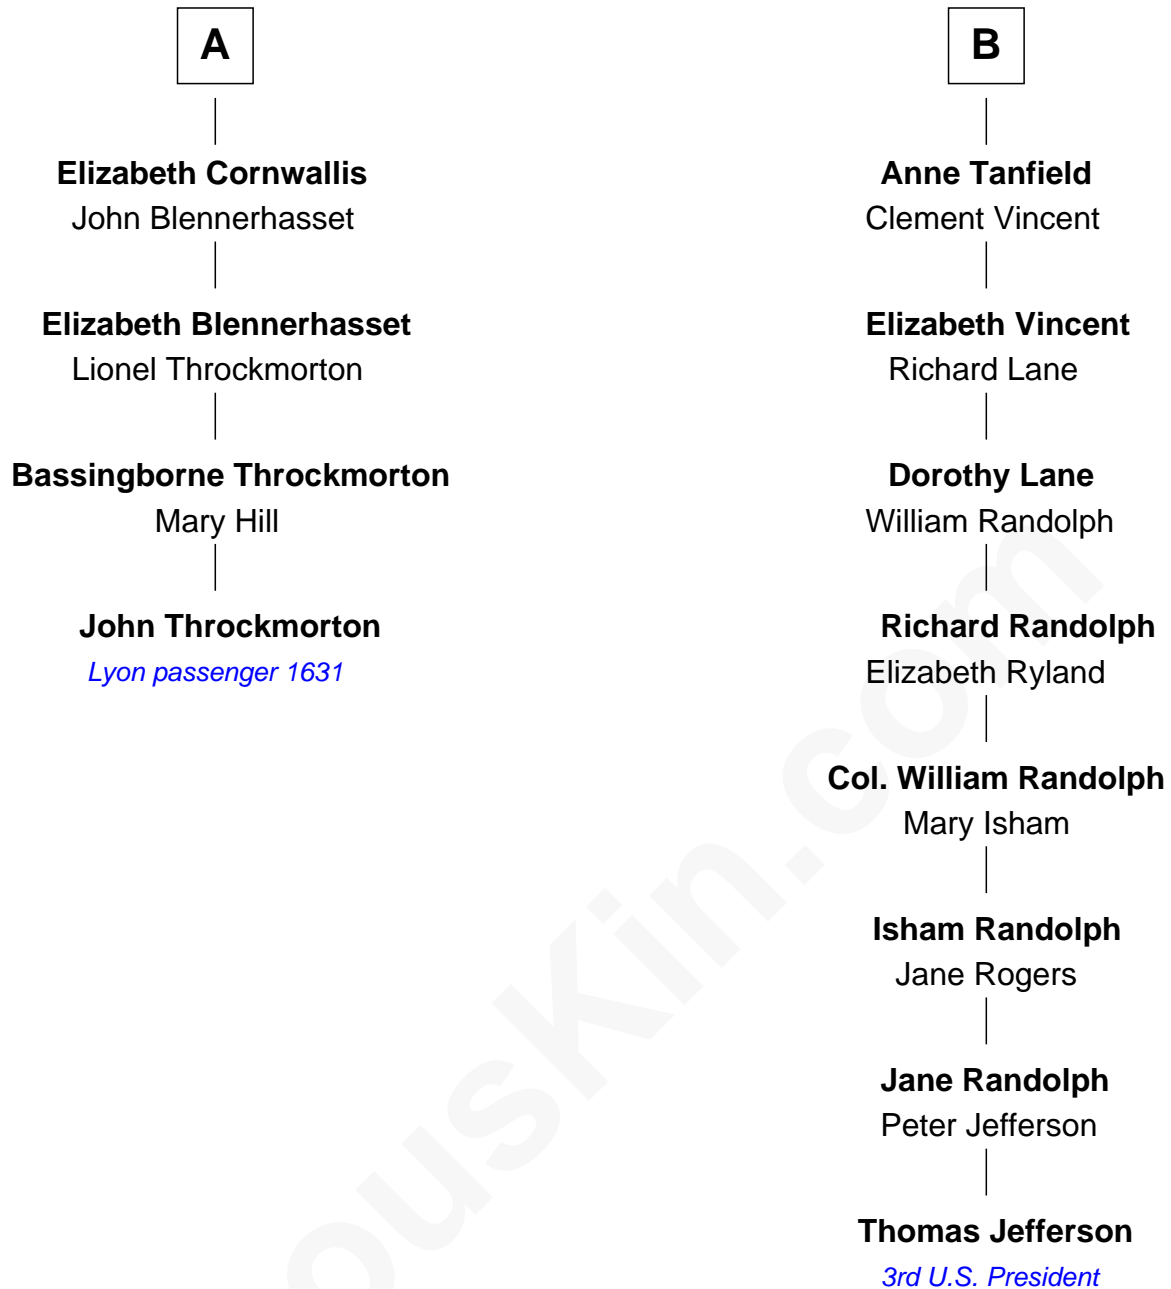 A
Elizabeth Cornwallis
John Blennerhasset
Elizabeth Blennerhasset
Lionel Throckmorton
Bassingborne Throckmorton
Mary Hill
John Throckmorton
Lyon passenger 1631
B
Anne Tanfield
Clement Vincent
Elizabeth Vincent
Richard Lane
Dorothy Lane
William Randolph
Richard Randolph
Elizabeth Ryland
Col. William Randolph
Mary Isham
Isham Randolph
Jane Rogers
Jane Randolph
Peter Jefferson
Thomas Jefferson
3rd U.S. President
ousKin.com